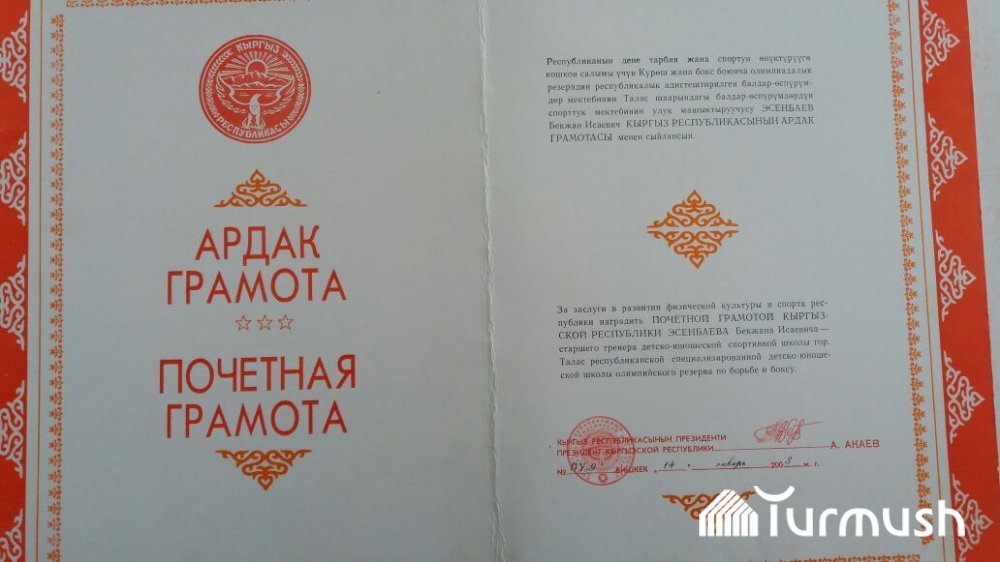 КЫРГЫЗ
РЕСПУБЛИКАСЫ
АРДАК
ГРАМОТА
ПОЧЕТНАЯ
ГРАМОТА
Республиканын дене тарбия жана спортун өнүктүрүүгө
кошкон салымы үчүн Күрөш жана бокс боюнча олимпиадалык
резервдин республикалык адистештирилген балдар-өспүрүм-
дөр мектебинин Талас шаарындагы балдар-өспүрүмдөрдүн
спорттук мектебинин улук машыктыруучусу ЭСЕНБАЕВ
Бекжан Исаевич КЫРГЫЗ РЕСПУБЛИКАСЫНЫН АРДАК
ГРАМОТАСЫ менен сыйлансын.
За заслуги в развитии физической культуры и спорта рес-
публики наградить ПОЧЕТНОЙ ГРАМОТОЙ КЫРГЫЗ-
СКОЙ РЕСПУБЛИКИ ЭСЕНБАЕВА Бекжана Исаевича—
старшего тренера детско-юношеской спортивной школы гор.
Талас республиканской специализированной детско-юноше-
ской школы олимпийского резерва по борьбе и боксу.
КЫРГЫЗ РЕСПУБЛИКАСЫНЫН ПРЕЗИДЕНТИ
ПРЕЗИДЕНТ КЫРГЫЗСКОЙ РЕСПУБЛИКИ А. АКАЕВ
№ БИШКЕК „14 " январь 2003 ж. г.
Turmush